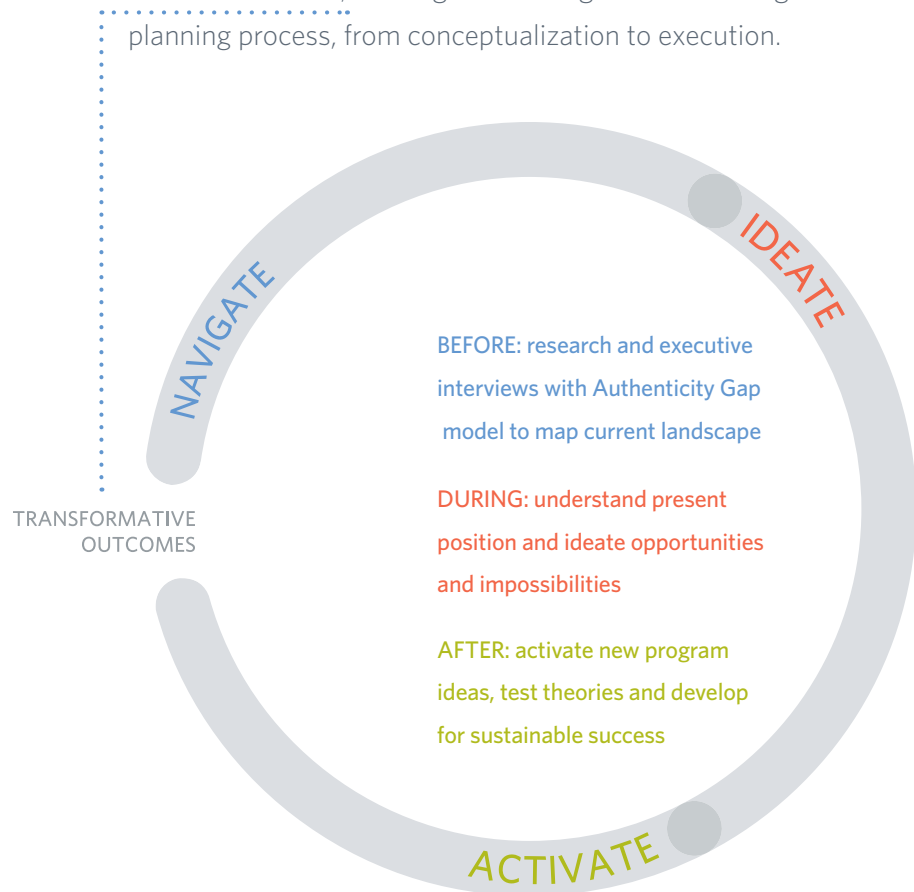 planning process, from conceptualization to execution.
NAVIGATE
IDEATE
BEFORE: research and executive
interviews with Authenticity Gap
model to map current landscape
DURING: understand present
position and ideate opportunities
and impossibilities
TRANSFORMATIVE
OUTCOMES
AFTER: activate new program
ideas, test theories and develop
for sustainable success
ACTIVATE